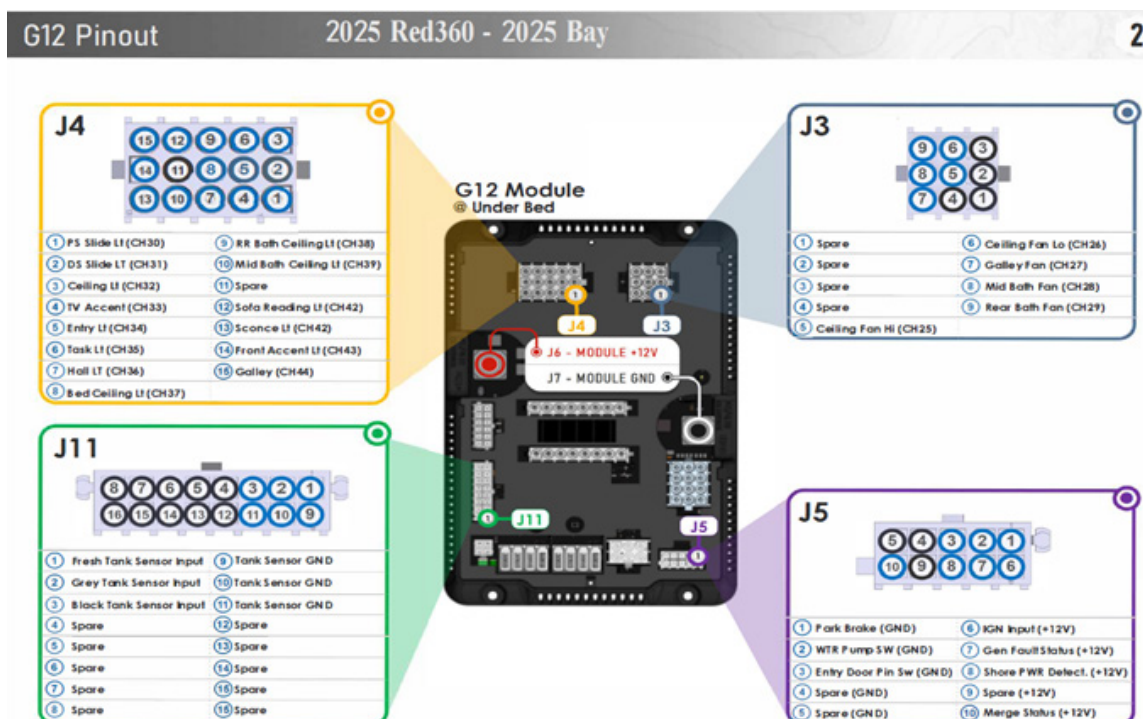 G12 Pinout 2025 Red360 - 2025 Bay 2
J4
15 12 9 6 3
14 11 8 5 2
13 10 7 4 1
1 PS Slide Lt (CH30) 9 RR Bath Ceiling Lt (CH38)
2 DS Slide LT (CH31) 10 Mid Bath Ceiling Lt (CH39)
3 Ceiling Lt (CH32) 11 Spare
4 TV Accent (CH33) 12 Sofa Reading Lt (CH42)
5 Entry Lt (CH34) 13 Sconce Lt (CH42)
6 Task Lt (CH35) 14 Front Accent Lt (CH43)
7 Hall LT (CH36) 15 Galley (CH44)
8 Bed Ceiling Lt (CH37)
J3
9 6 3
8 5 2
7 4 1
1 Spare 6 Ceiling Fan Lo (CH26)
2 Spare 7 Galley Fan (CH27)
3 Spare 8 Mid Bath Fan (CH28)
4 Spare 9 Rear Bath Fan (CH29)
5 Ceiling Fan Hi (CH25)
G12 Module
@ Under Bed
1 1
J4 J3
J6 - MODULE +12V
J7 - MODULE GND
1 J11
J5
1
J11
8 7 6 5 4 3 2 1
16 15 14 13 12 11 10 9
1 Fresh Tank Sensor Input 9 Tank Sensor GND
2 Grey Tank Sensor Input 10 Tank Sensor GND
3 Black Tank Sensor Input 11 Tank Sensor GND
4 Spare 12 Spare
5 Spare 13 Spare
6 Spare 14 Spare
7 Spare 15 Spare
8 Spare 15 Spare
J5
5 4 3 2 1
10 9 8 7 6
1 Park Brake (GND) 6 IGN Input (+12V)
2 WTR Pump SW (GND) 7 Gen Fault Status (+12V)
3 Entry Door Pin Sw (GND) 8 Shore PWR Detect. (+12V)
4 Spare (GND) 9 Spare (+12V)
5 Spare (GND) 10 Merge Status (+12V)